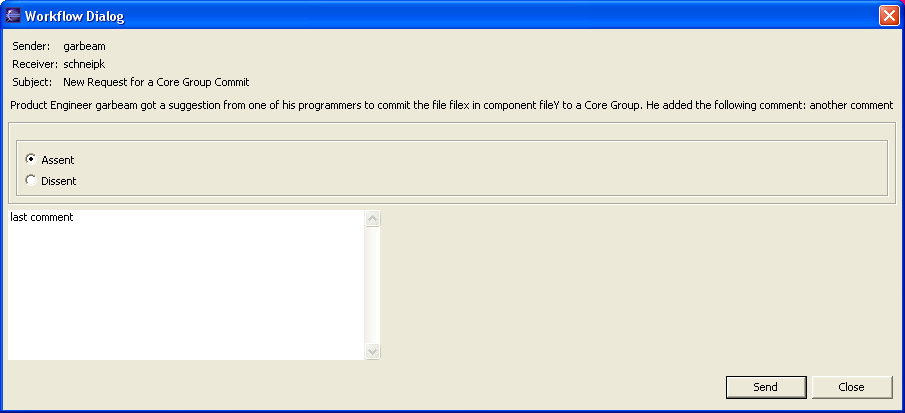 Workflow Dialog
Sender: garbeam
Receiver: schneipk
Subject: New Request for a Core Group Commit
Product Engineer garbeam got a suggestion from one of his programmers to commit the file filex in component fileY to a Core Group. He added the following comment: another comment
Assent
Dissent
last comment
Send Close